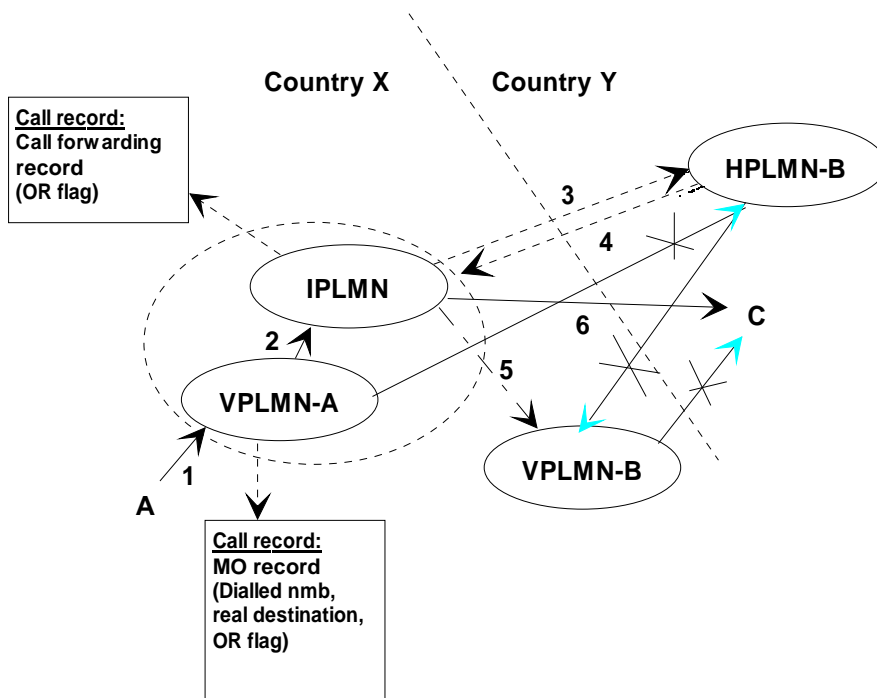 Country X
Country Y
Call record:
Call forwarding
record
(OR flag)
HPLMN-B
3
4
IPLMN
C
2
6
5
VPLMN-A
VPLMN-B
1
A
Call record:
MO record
(Dialled nmb,
real destination,
OR flag)